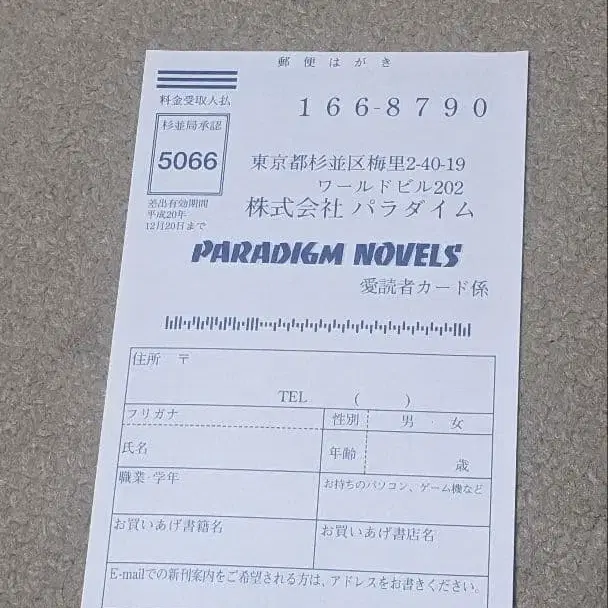 郵便はがき
料金受取人払
166-8790
杉並局承認
5066
東京都杉並区梅里2-40-19
ワールドビル202
株式会社 パラダイム
差出有効期間
平成20年
12月20日まで
PARADIGM NOVELS
愛読者カード係
住所 〒
TEL ( )
フリガナ
性別 男 ・ 女
氏名
年齢 歳
職業・学年
お持ちのパソコン、ゲーム機など
お買いあげ書籍名
お買いあげ書店名
E-mailでの新刊案内をご希望される方は、アドレスをお書きください。